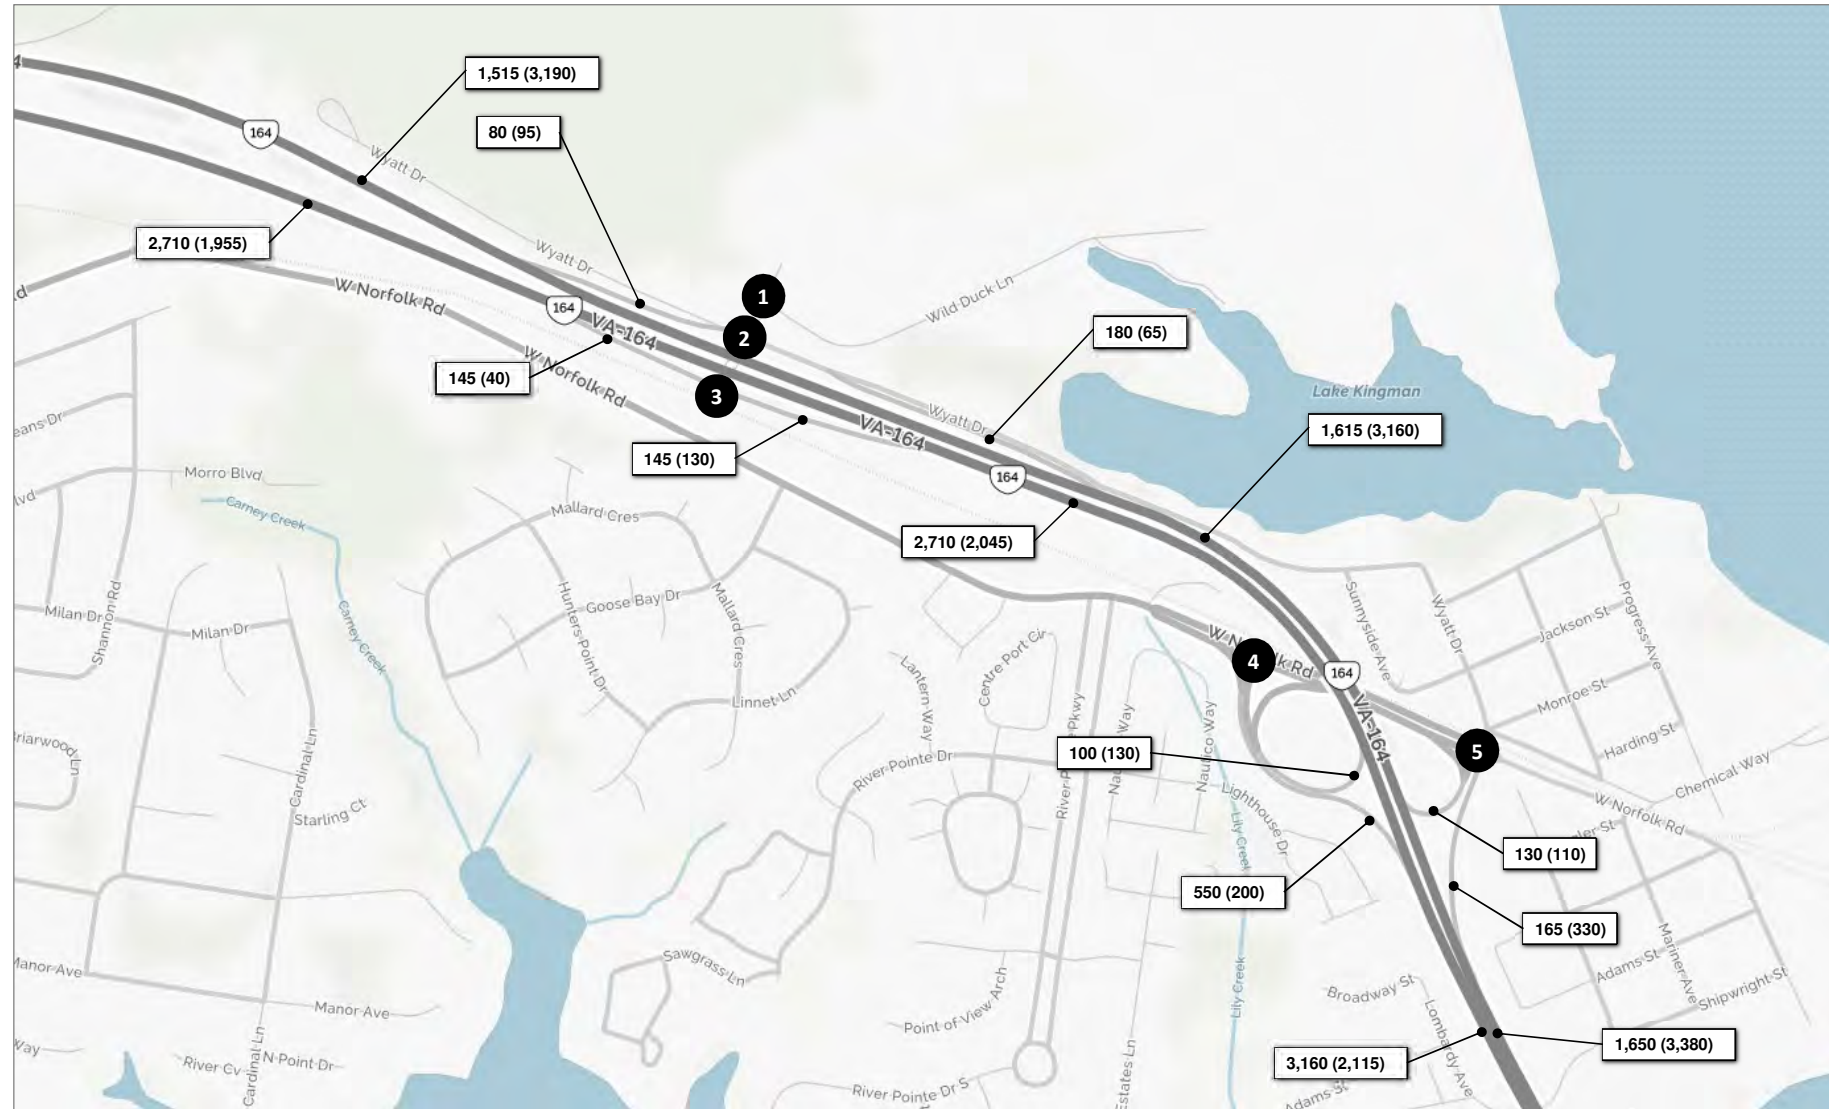 4
1,515 (3,190)
80 (95)
164
Wyatt Dr
2,710 (1,955)
Wyatt Dr
W Norfolk Rd
1
Wild Duck Ln
164
VA-164
2
180 (65)
145 (40)
W Norfolk Rd
3
Lake Kingman
Wyatt Dr
VA-164
1,615 (3,160)
145 (130)
164
Morro Blvd
Carney Creek
Mallard Cres
2,710 (2,045)
Milan Dr
Shannon Rd
Milan Dr
Carney Creek
Hunters Point Dr
Goose Bay Dr
Mallard Cres
Linnet Ln
Sunnyside Ave
Wyatt Dr
Jackson St
Progress Ave
4
164
Monroe St
Harding St
Lantern Way
Centre Port Cir
Nautico Way
VA-164
100 (130)
5
Chemical Way
W Norfolk Rd
River Pointe Dr
Lighthouse Dr
Lily Creek
Cardinal Ln
Starling Ct
130 (110)
550 (200)
165 (330)
Manor Ave
Manor Ave
Sawgrass Ln
Point of View Arch
Lily Creek
Broadway St
Lombardy Ave
Adams St
Mariner Ave
Shipwright St
1,650 (3,380)
3,160 (2,115)
Way
River Cv
N Point Dr
Cardinal Ln
River Pointe Dr S
Estates Ln
Adams St